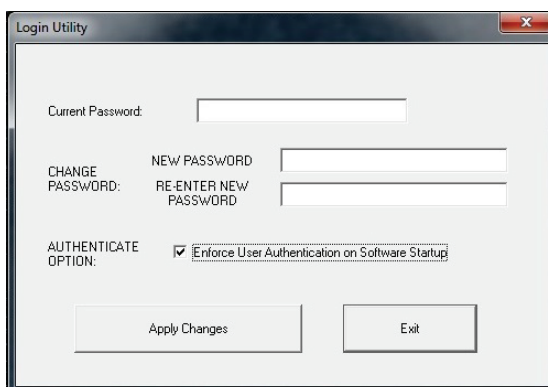 Login Utility
Current Password:
CHANGE
PASSWORD:
NEW PASSWORD
RE-ENTER NEW
PASSWORD
AUTHENTICATE
OPTION:
Enforce User Authentication on Software Startup
Apply Changes
Exit